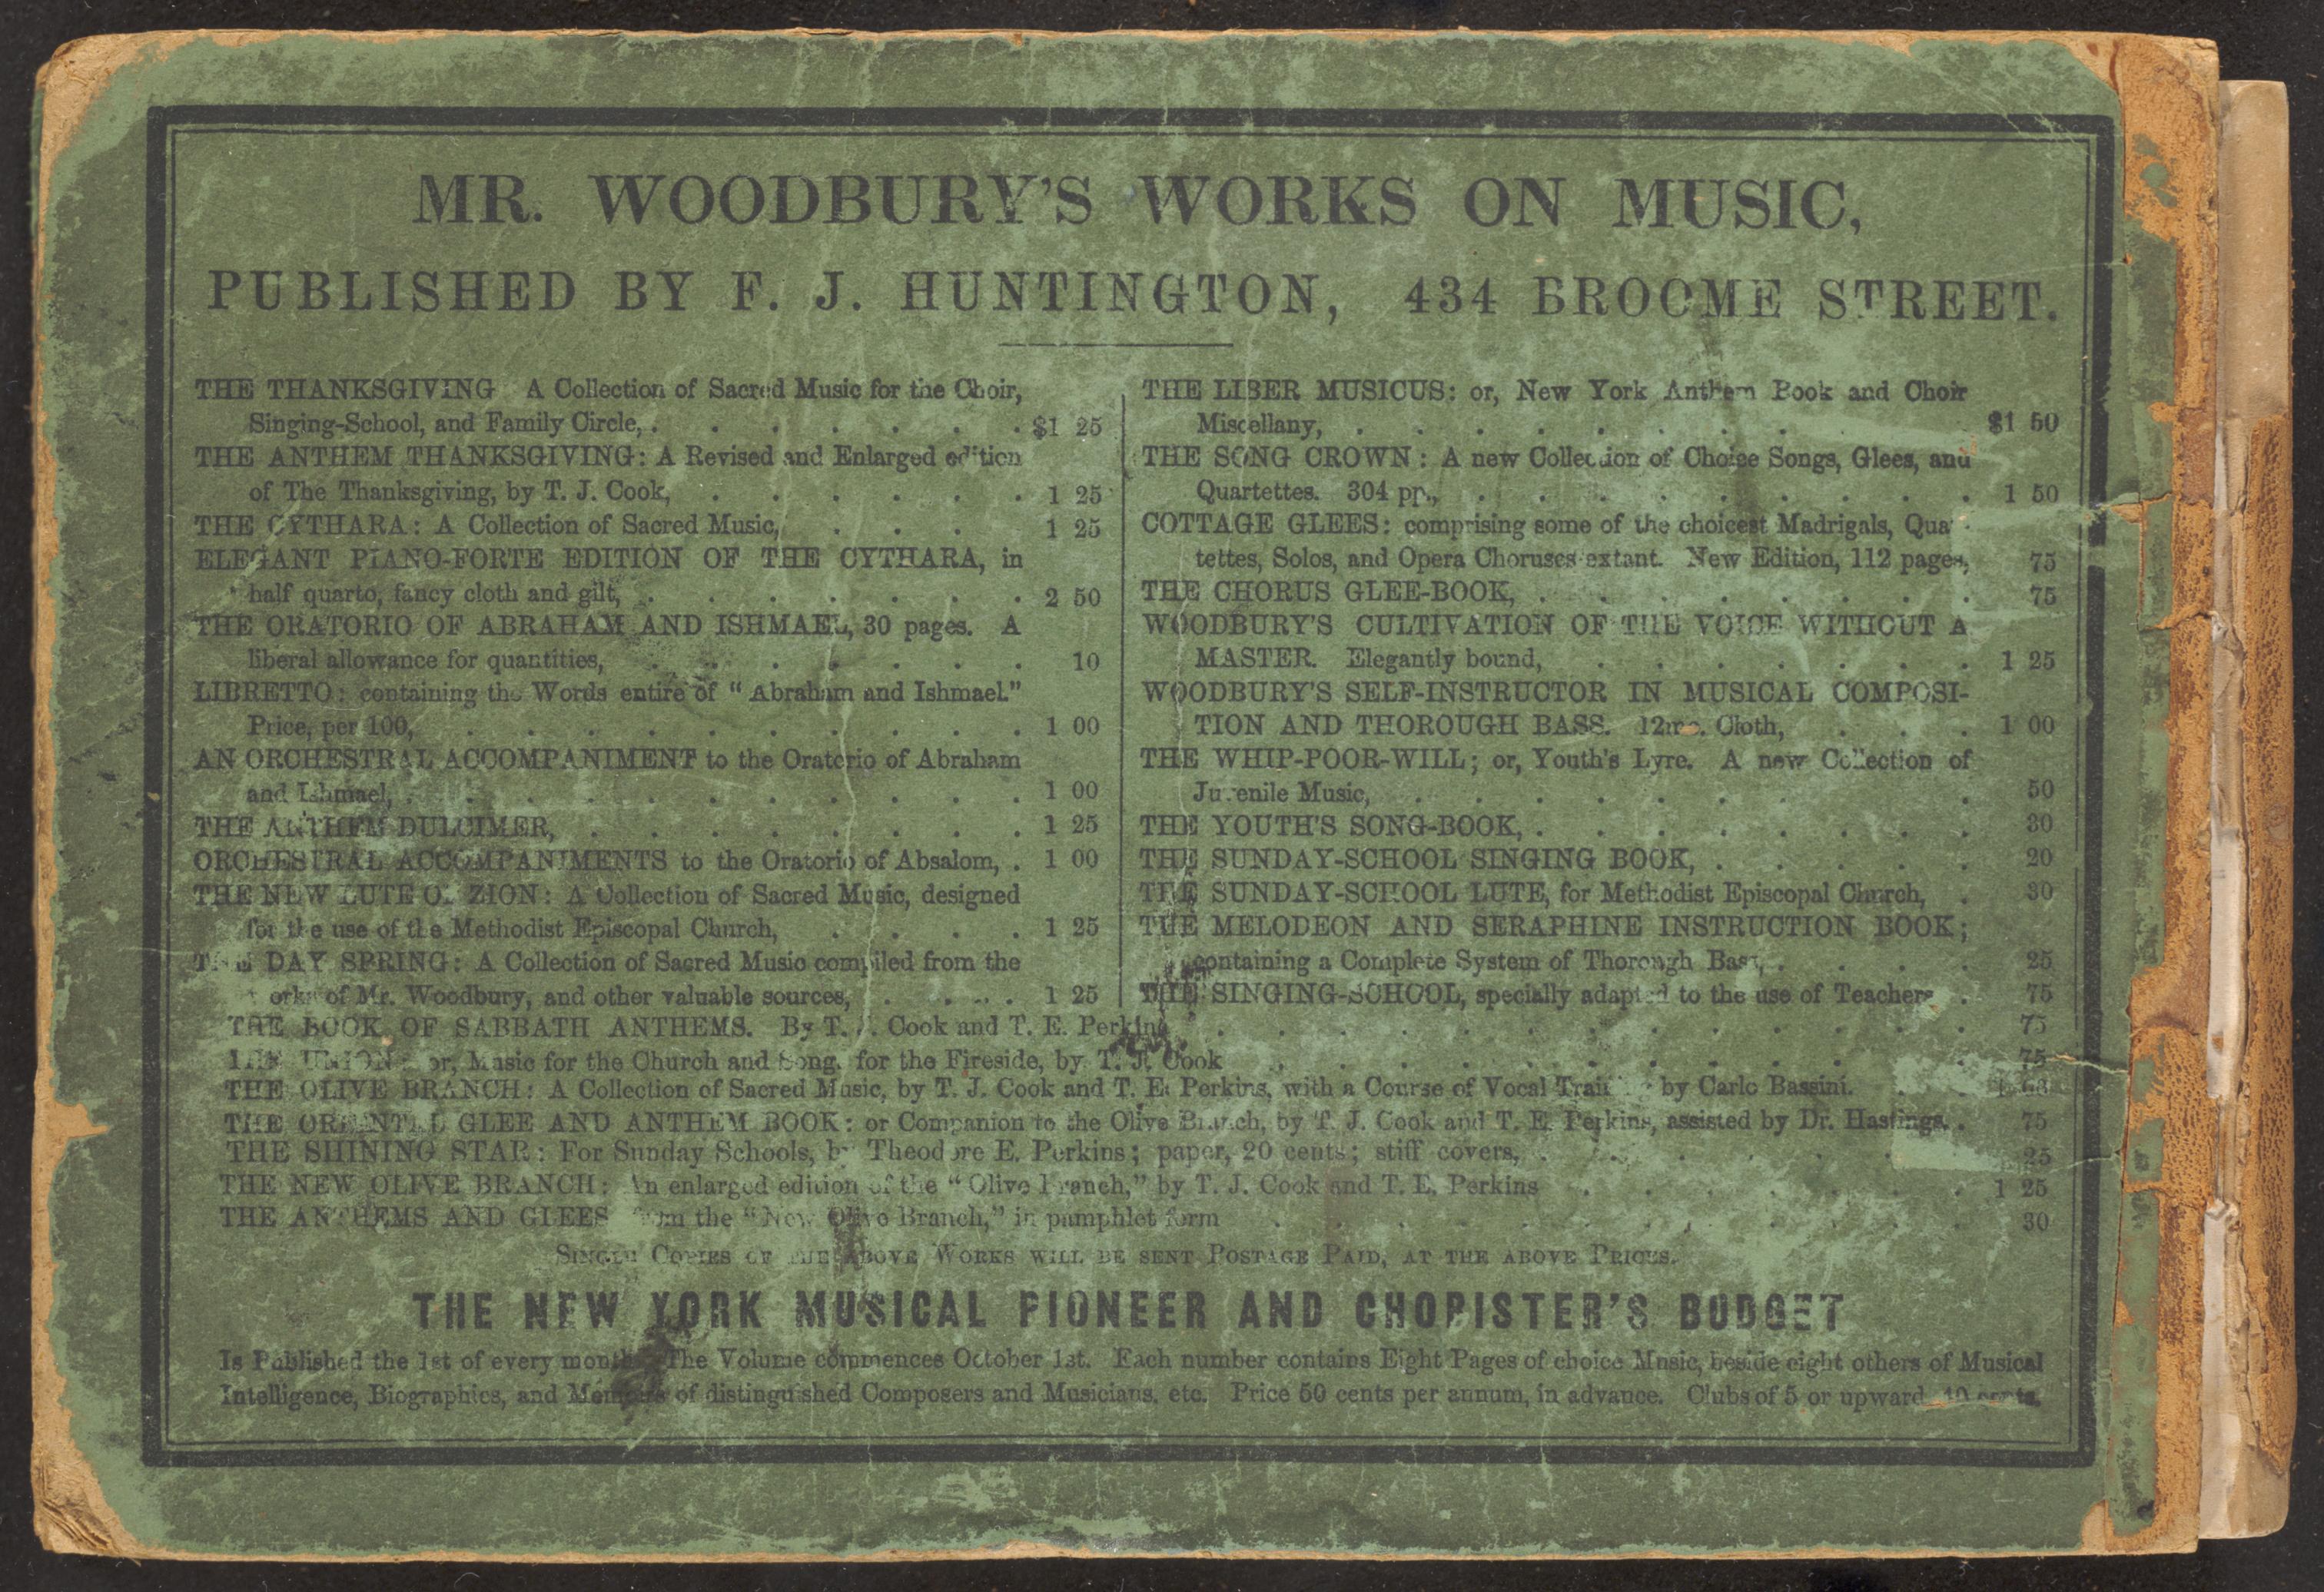 MR. WOODBURY'S WORKS ON MUSIC,
PUBLISHED BY F. J. HUNTINGTON, 434 BROOME STREET.
THE THANKSGIVING A Collection of Sacred Music for the Choir,
Singing-School, and Family Circle, . . . . . . . $1 25
THE ANTHEM THANKSGIVING: A Revised and Enlarged edition
of The Thanksgiving, by T. J. Cook, . . . . . . 1 25
THE CYTHARA: A Collection of Sacred Music, . . . 1 25
ELEGANT PIANO-FORTE EDITION OF THE CYTHARA, in
half quarto, fancy cloth and gilt, . . . . . . . 2 50
THE ORATORIO OF ABRAHAM AND ISHMAEL, 30 pages. A
liberal allowance for quantities, . . . . . . . 10
LIBRETTO: containing the Words entire of "Abraham and Ishmael."
Price, per 100, . . . . . . . . . . 1 00
AN ORCHESTRAL ACCOMPANIMENT to the Oratorio of Abraham
and Ishmael, . . . . . . . . . . . 1 00
THE ANTHEM DULCIMER, . . . . . . . . 1 25
ORCHESTRAL ACCOMPANIMENTS to the Oratorio of Absalom, . 1 00
THE NEW LUTE OF ZION: A Collection of Sacred Music, designed
for the use of the Methodist Episcopal Church, . . . . 1 25
THE DAY SPRING: A Collection of Sacred Music compiled from the
works of Mr. Woodbury, and other valuable sources, . . . . 1 25
THE LIBER MUSICUS: or, New York Anthem Book and Choir
Miscellany, . . . . . . . . $1 50
THE SONG CROWN: A new Collection of Choice Songs, Glees, and
Quartettes. 304 pp., . . . . . . . . . 1 50
COTTAGE GLEES: comprising some of the choicest Madrigals, Quar-
tettes, Solos, and Opera Choruses extant. New Edition, 112 pages, 75
THE CHORUS GLEE-BOOK, . . . . . . . . 75
WOODBURY'S CULTIVATION OF THE VOICE WITHOUT A
MASTER. Elegantly bound, . . . . . . . 1 25
WOODBURY'S SELF-INSTRUCTOR IN MUSICAL COMPOSI-
TION AND THOROUGH BASS. 12mo. Cloth, . . . 1 00
THE WHIP-POOR-WILL; or, Youth's Lyre. A new Collection of
Juvenile Music, . . . . . . . . 50
THE YOUTH'S SONG-BOOK, . . . . . . . . 30
THE SUNDAY-SCHOOL SINGING BOOK, . . . . . 20
THE SUNDAY-SCHOOL LUTE, for Methodist Episcopal Church, . 30
THE MELODEON AND SERAPHINE INSTRUCTION BOOK;
containing a Complete System of Thorough Bass, . . . . 25
THE SINGING-SCHOOL, specially adapted to the use of Teachers . 75
THE BOOK OF SABBATH ANTHEMS. By T. J. Cook and T. E. Perkins . . . . . . . . . . . . . 75
THE UNION: or, Music for the Church and Song, for the Fireside, by T. J. Cook . . . . . . . . . . . . 75
THE OLIVE BRANCH: A Collection of Sacred Music, by T. J. Cook and T. E. Perkins, with a Course of Vocal Training by Carlo Bassini. . .
THE ORIENTAL GLEE AND ANTHEM BOOK: or Companion to the Olive Branch, by T. J. Cook and T. E. Perkins, assisted by Dr. Hastings. . 75
THE SHINING STAR: For Sunday Schools, by Theodore E. Perkins; paper, 20 cents; stiff covers, . . . . . . . 25
THE NEW OLIVE BRANCH: An enlarged edition of the "Olive Branch," by T. J. Cook and T. E. Perkins . . . . . . . 1 25
THE ANTHEMS AND GLEES from the "New Olive Branch," in pamphlet form . . . . . . . . . . . . 30
SINGLE COPIES OF THE ABOVE WORKS WILL BE SENT POSTAGE PAID, AT THE ABOVE PRICES.
THE NEW YORK MUSICAL PIONEER AND CHORISTER'S BUDGET
Is Published the 1st of every month. The Volume commences October 1st. Each number contains Eight Pages of choice Music, beside eight others of Musical
Intelligence, Biographies, and Memoirs of distinguished Composers and Musicians, etc. Price 50 cents per annum, in advance. Clubs of 5 or upward